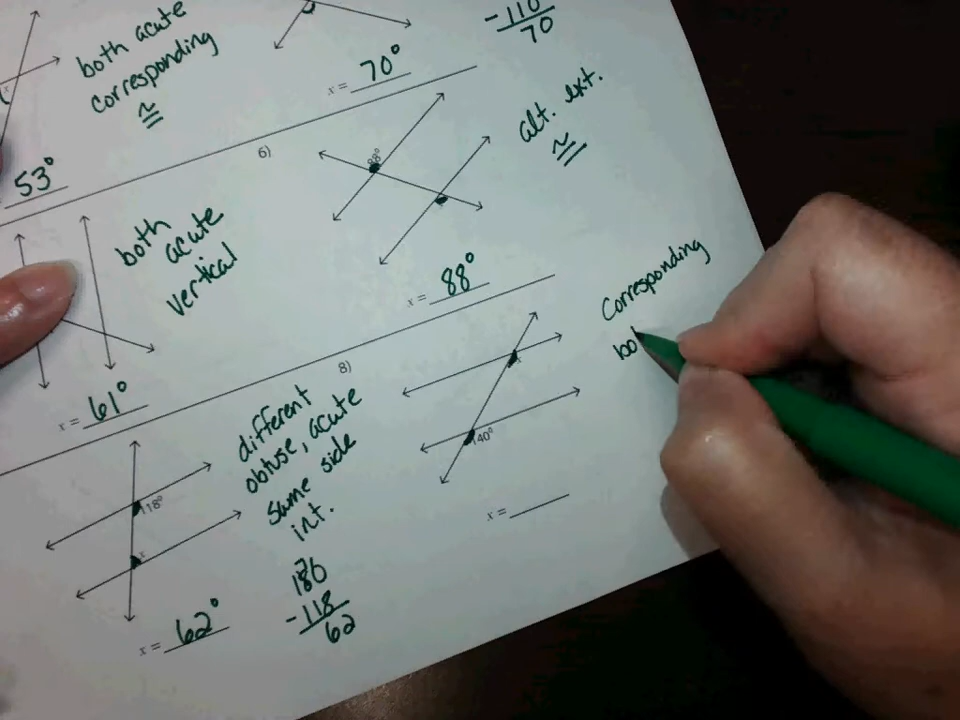 both acute
corresponding
≅
53°
-110
70
x = 70°
6)
88°
alt. ext.
≅
both
acute
vertical
x = 61°
x = 88°
8)
118°
x
different
obtuse, acute
same side
int.
180
-118
62
x = 62°
x
140°
x =
Corresponding
bo